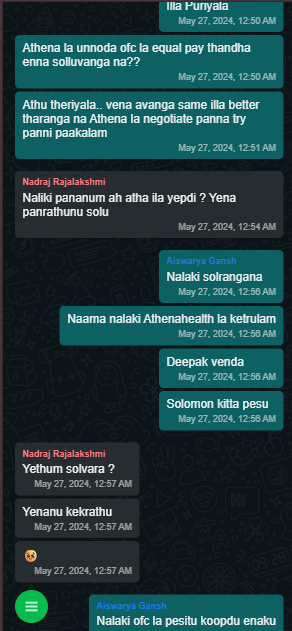 Illa Puriyala
May 27, 2024, 12:50 AM
Athena la unnoda ofc la equal pay thandha
enna solluvanga na??
May 27, 2024, 12:50 AM
Athu theriyala.. vena avanga same illa better
tharanga na Athena la negotiate panna try
panni paakalam
May 27, 2024, 12:51 AM
Nadraj Rajalakshmi
Naliki pananum ah atha ila yepdi ? Yena
panrathunu solu
May 27, 2024, 12:54 AM
Aiswarya Gansh
Nalaki solrangana
May 27, 2024, 12:56 AM
Naama nalaki Athenahealth la ketrulam
May 27, 2024, 12:56 AM
Deepak venda
May 27, 2024, 12:56 AM
Solomon kitta pesu
May 27, 2024, 12:56 AM
Nadraj Rajalakshmi
Yethum solvara ?
May 27, 2024, 12:57 AM
Yenanu kekrathu
May 27, 2024, 12:57 AM
🥺
May 27, 2024, 12:57 AM
Aiswarya Gansh
Nalaki ofc la pesitu koopdu enaku